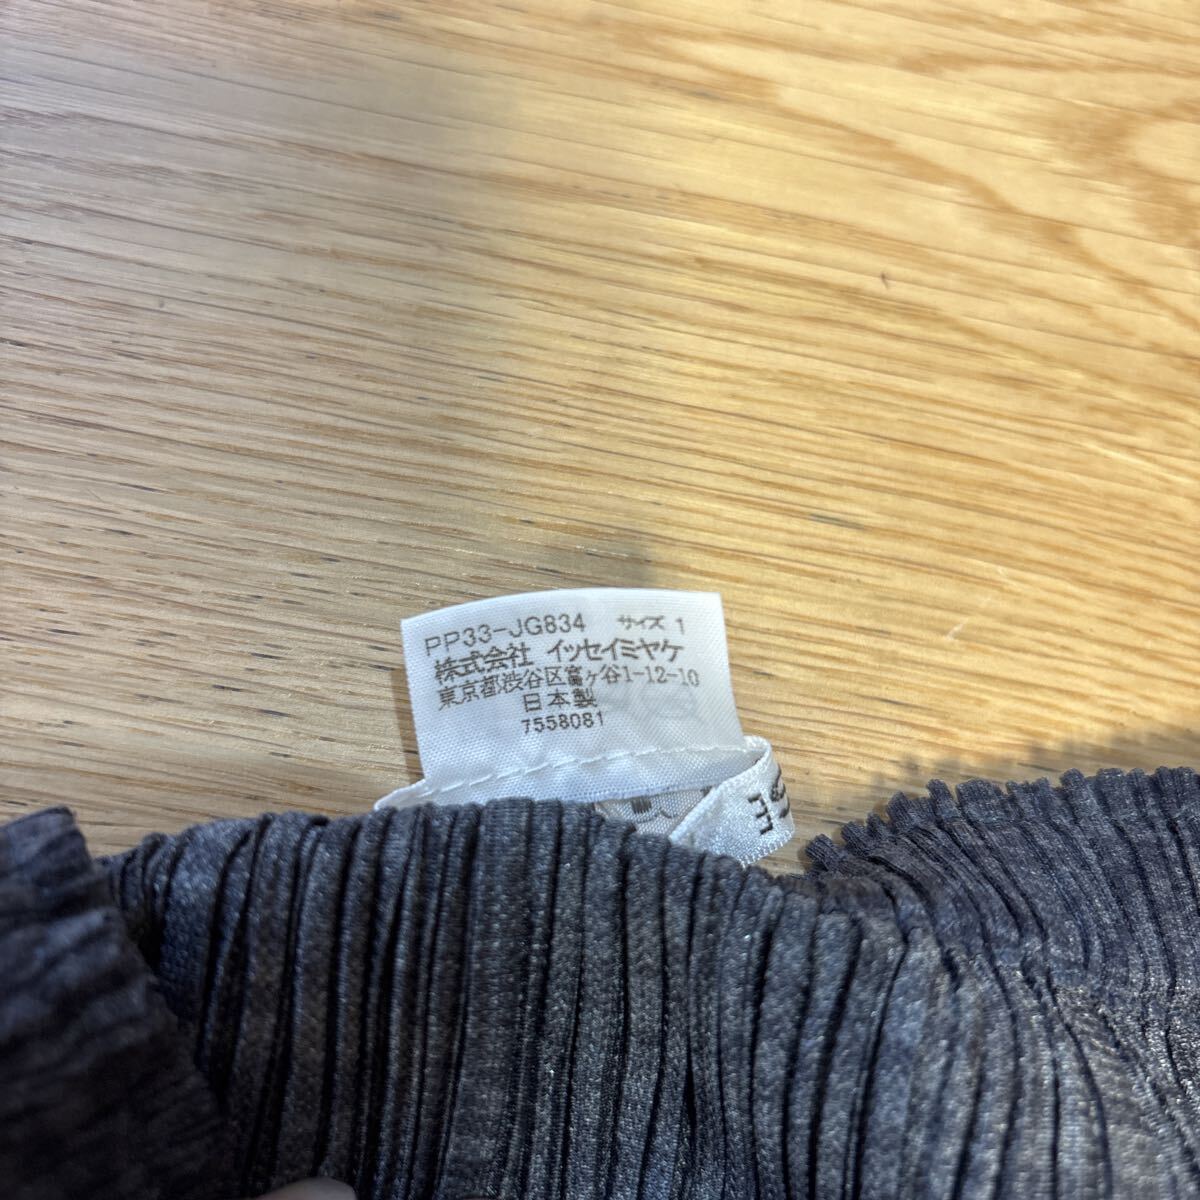 PP33-JG834 サイズ 1
株式会社 イッセイミヤケ
東京都渋谷区富ヶ谷1-12-10
日本製
7558081